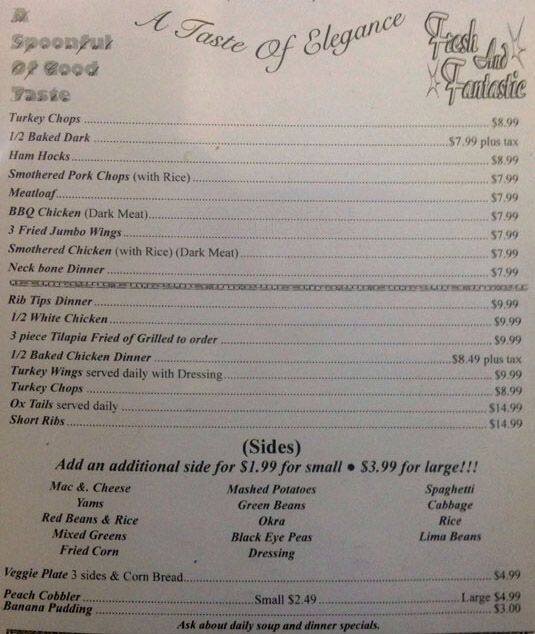 A
Spoonful
Of Good
Taste
A Taste Of Elegance
Fresh
And
Fantastic
Turkey Chops $8.99
1/2 Baked Dark $7.99 plus tax
Ham Hocks $8.99
Smothered Pork Chops (with Rice) $7.99
Meatloaf $7.99
BBQ Chicken (Dark Meat) $7.99
3 Fried Jumbo Wings $7.99
Smothered Chicken (with Rice) (Dark Meat) $7.99
Neck bone Dinner $7.99
Rib Tips Dinner $9.99
1/2 White Chicken $9.99
3 piece Tilapia Fried of Grilled to order $9.99
1/2 Baked Chicken Dinner $8.49 plus tax
Turkey Wings served daily with Dressing $9.99
Turkey Chops $8.99
Ox Tails served daily $14.99
Short Ribs $14.99
(Sides)
Add an additional side for $1.99 for small ● $3.99 for large!!!
Mac &. Cheese Mashed Potatoes Spaghetti
Yams Green Beans Cabbage
Red Beans & Rice Okra Rice
Mixed Greens Black Eye Peas Lima Beans
Fried Corn Dressing
Veggie Plate 3 sides & Corn Bread $4.99
Peach Cobbler Small $2.49 Large $4.99
Banana Pudding $3.00
Ask about daily soup and dinner specials.